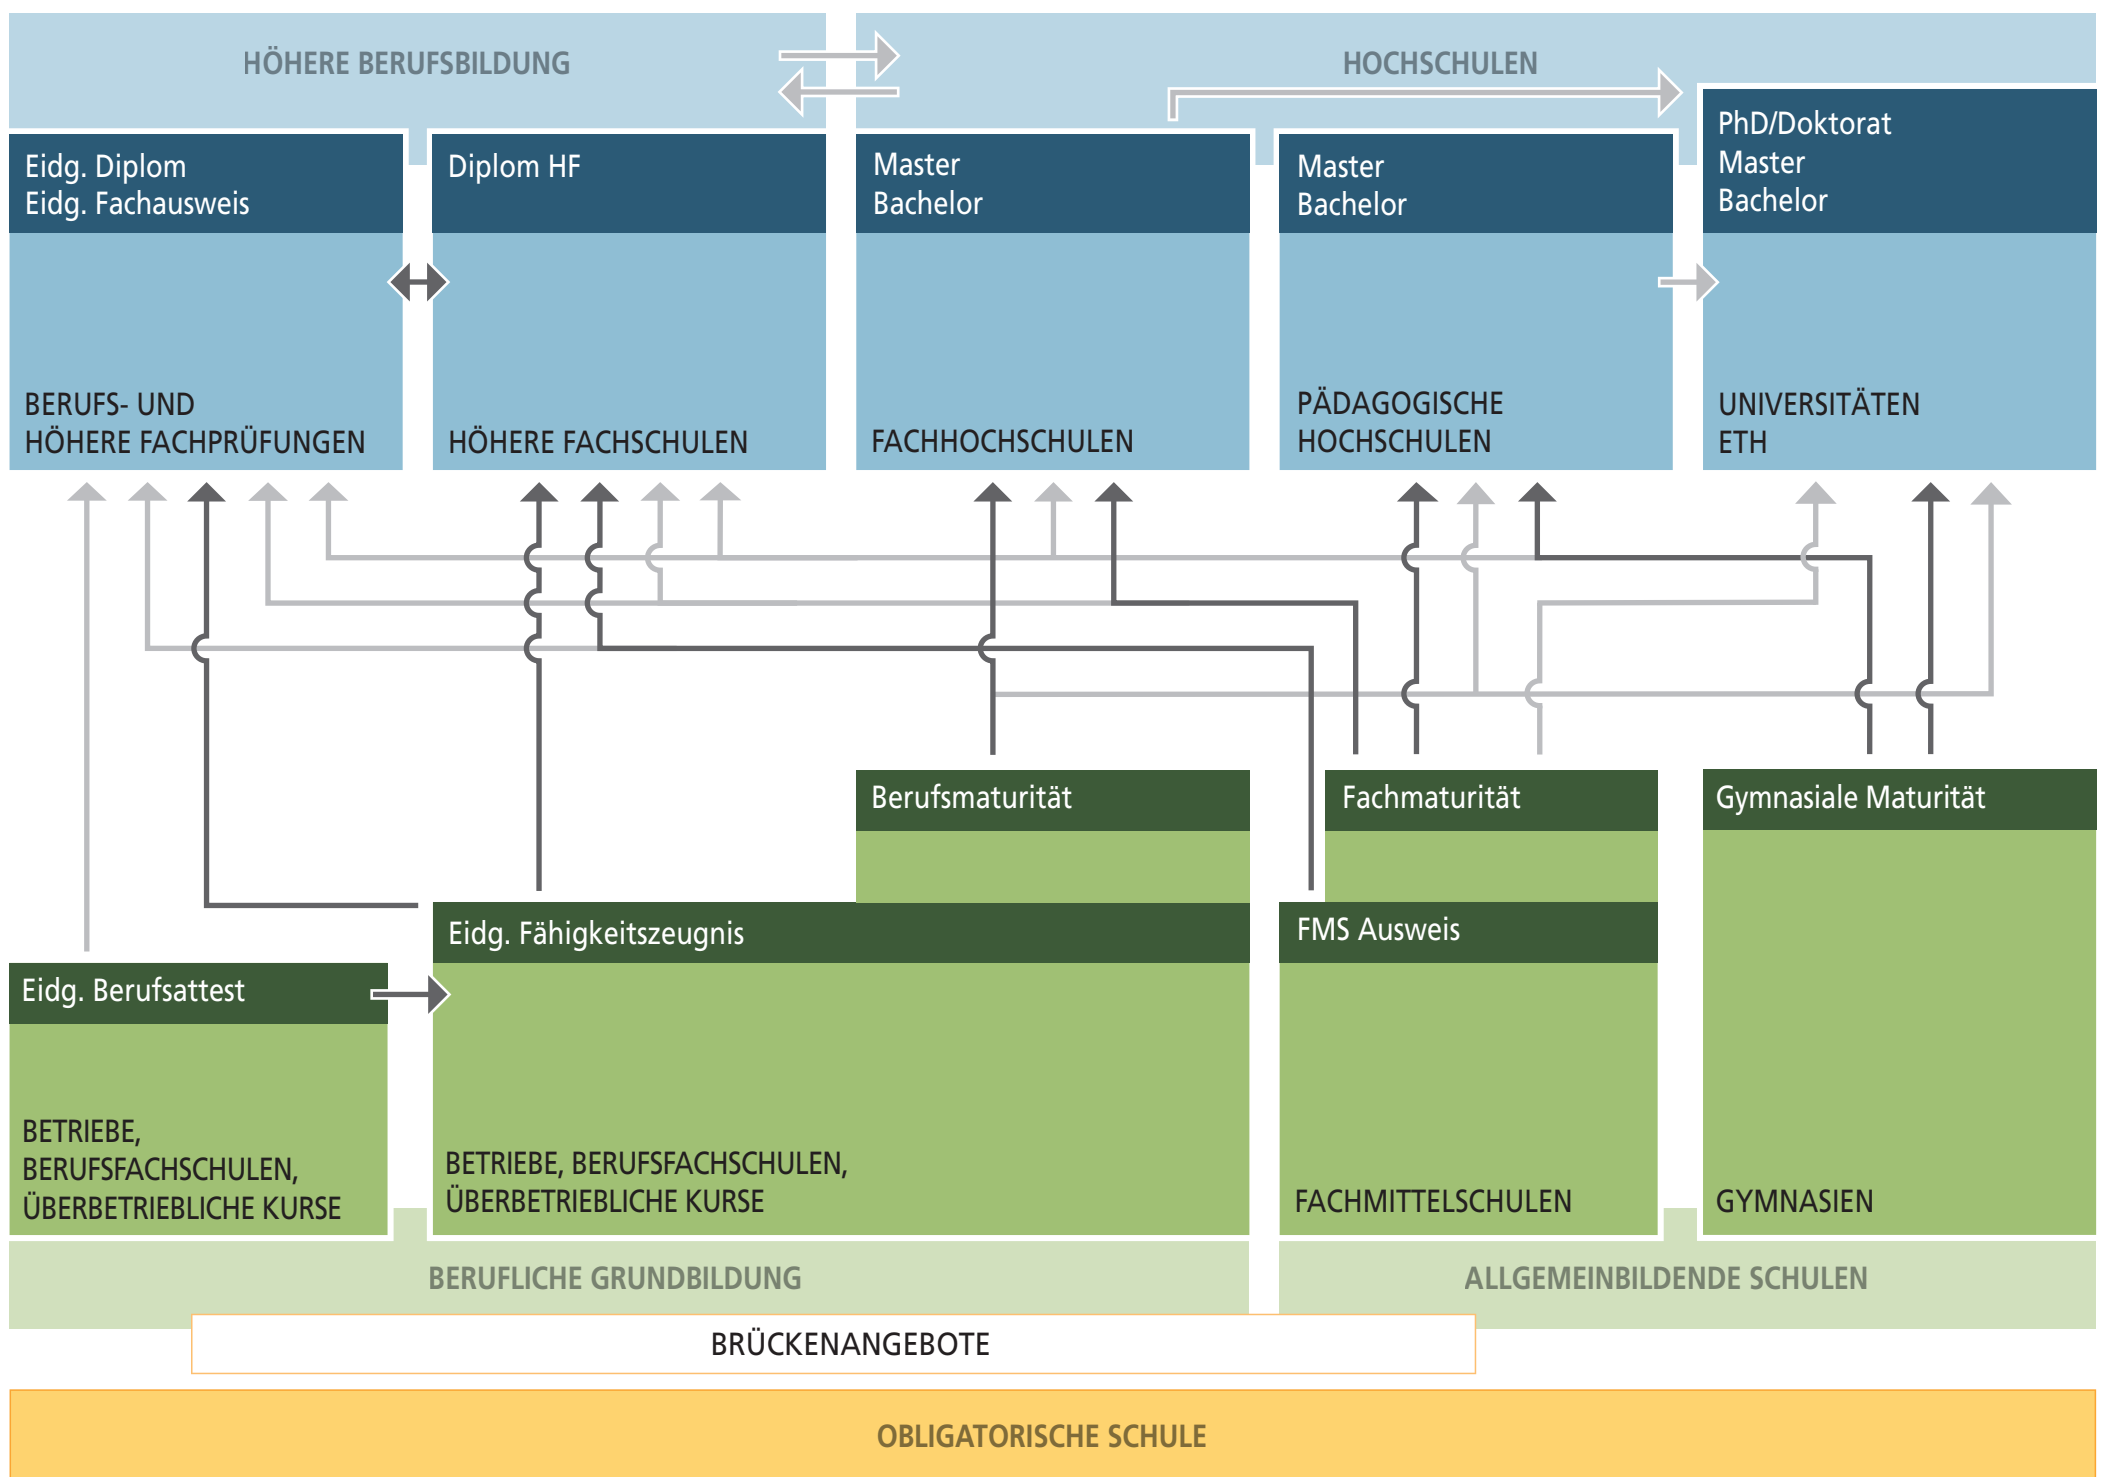 HÖHERE BERUFSBILDUNG
HOCHSCHULEN
Eidg. Diplom
Eidg. Fachausweis
BERUFS- UND
HÖHERE FACHPRÜFUNGEN
Diplom HF
HÖHERE FACHSCHULEN
Master
Bachelor
FACHHOCHSCHULEN
Master
Bachelor
PÄDAGOGISCHE
HOCHSCHULEN
PhD/Doktorat
Master
Bachelor
UNIVERSITÄTEN
ETH
Berufsmaturität
Fachmaturität
Gymnasiale Maturität
Eidg. Fähigkeitszeugnis
FMS Ausweis
Eidg. Berufsattest
BETRIEBE,
BERUFSFACHSCHULEN,
ÜBERBETRIEBLICHE KURSE
BETRIEBE, BERUFSFACHSCHULEN,
ÜBERBETRIEBLICHE KURSE
FACHMITTELSCHULEN
GYMNASIEN
BERUFLICHE GRUNDBILDUNG
ALLGEMEINBILDENDE SCHULEN
BRÜCKENANGEBOTE
OBLIGATORISCHE SCHULE